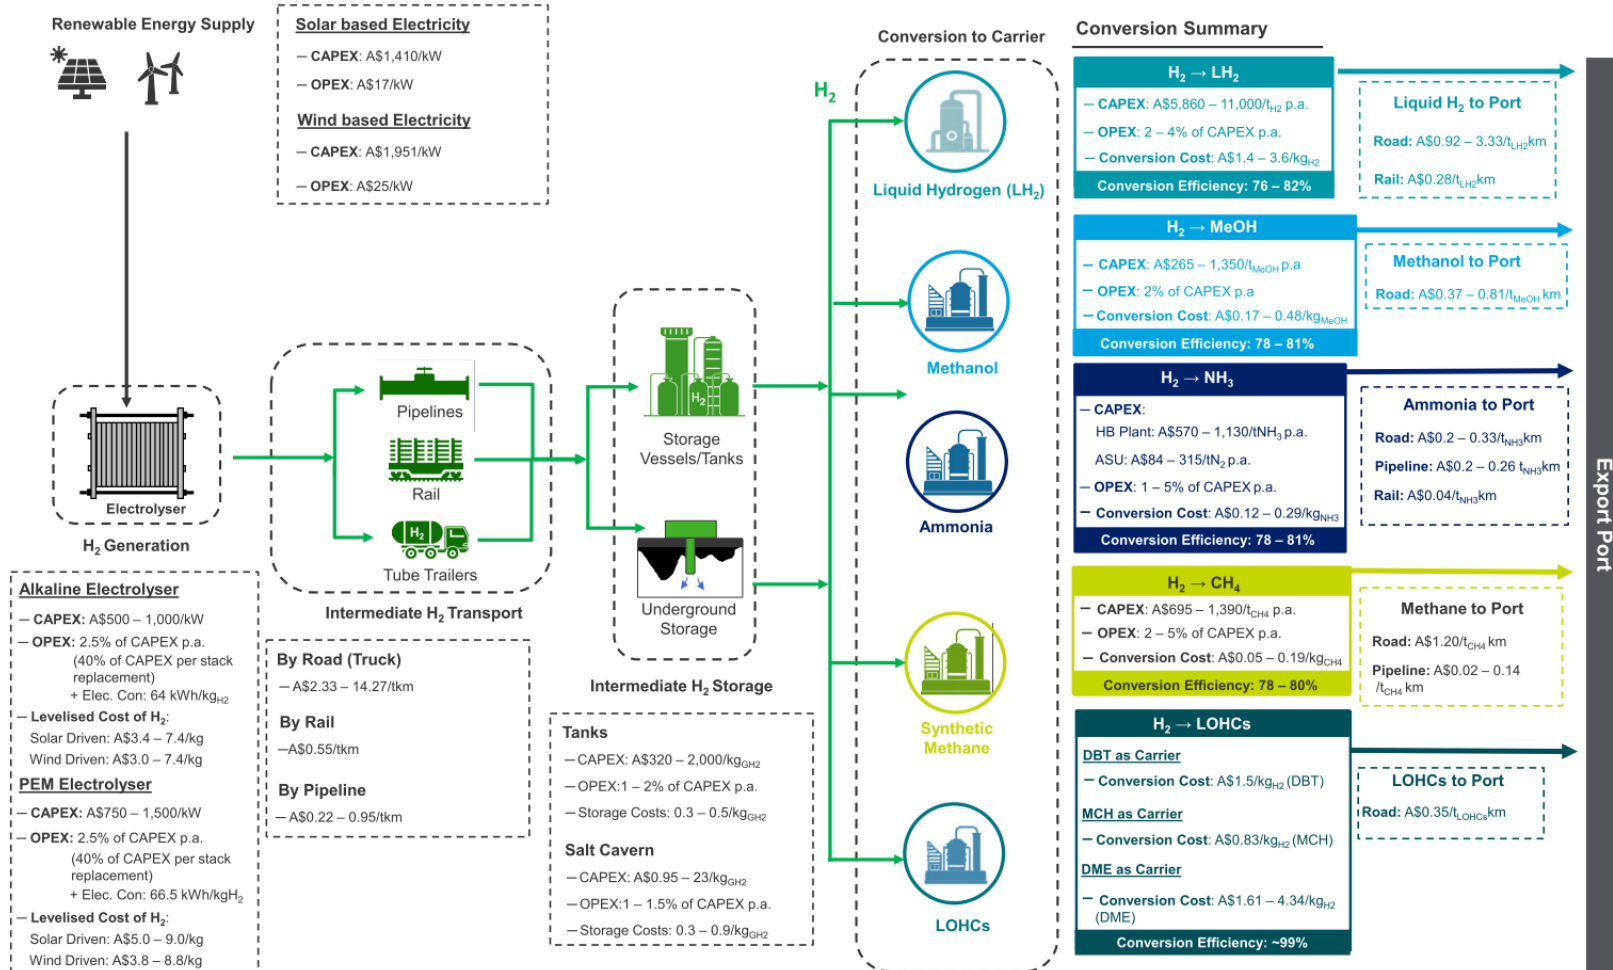 Renewable Energy Supply
Solar based Electricity
– CAPEX: A$1,410/kW
– OPEX: A$17/kW
Wind based Electricity
– CAPEX: A$1,951/kW
– OPEX: A$25/kW
Electrolyser
H₂ Generation
Alkaline Electrolyser
– CAPEX: A$500 – 1,000/kW
– OPEX: 2.5% of CAPEX p.a.
(40% of CAPEX per stack
replacement)
+ Elec. Con: 64 kWh/kgH2
– Levelised Cost of H₂:
Solar Driven: A$3.4 – 7.4/kg
Wind Driven: A$3.0 – 7.4/kg
PEM Electrolyser
– CAPEX: A$750 – 1,500/kW
– OPEX: 2.5% of CAPEX p.a.
(40% of CAPEX per stack
replacement)
+ Elec. Con: 66.5 kWh/kgH₂
– Levelised Cost of H₂:
Solar Driven: A$5.0 – 9.0/kg
Wind Driven: A$3.8 – 8.8/kg
Pipelines
Rail
H₂
Tube Trailers
Intermediate H₂ Transport
By Road (Truck)
– A$2.33 – 14.27/tkm
By Rail
–A$0.55/tkm
By Pipeline
– A$0.22 – 0.95/tkm
H₂
Storage
Vessels/Tanks
Underground
Storage
Intermediate H₂ Storage
Tanks
–CAPEX: A$320 – 2,000/kgGH2
–OPEX:1 – 2% of CAPEX p.a.
–Storage Costs: 0.3 – 0.5/kgGH2
Salt Cavern
–CAPEX: A$0.95 – 23/kgGH2
–OPEX:1 – 1.5% of CAPEX p.a.
–Storage Costs: 0.3 – 0.9/kgGH2
Conversion to Carrier
H₂
Liquid Hydrogen (LH₂)
Methanol
Ammonia
Synthetic
Methane
LOHCs
Conversion Summary
H₂ → LH₂
– CAPEX: A$5,860 – 11,000/tH2 p.a.
– OPEX: 2 – 4% of CAPEX p.a.
– Conversion Cost: A$1.4 – 3.6/kgH2
Conversion Efficiency: 76 – 82%
Liquid H₂ to Port
Road: A$0.92 – 3.33/tLH2km
Rail: A$0.28/tLH2km
H₂ → MeOH
– CAPEX: A$265 – 1,350/tMeOH p.a
– OPEX: 2% of CAPEX p.a
– Conversion Cost: A$0.17 – 0.48/kgMeOH
Conversion Efficiency: 78 – 81%
Methanol to Port
Road: A$0.37 – 0.81/tMeOH km
H₂ → NH₃
– CAPEX:
HB Plant: A$570 – 1,130/tNH₃ p.a.
ASU: A$84 – 315/tN₂ p.a.
– OPEX: 1 – 5% of CAPEX p.a.
– Conversion Cost: A$0.12 – 0.29/kgNH3
Conversion Efficiency: 78 – 81%
Ammonia to Port
Road: A$0.2 – 0.33/tNH3km
Pipeline: A$0.2 – 0.26 tNH3km
Rail: A$0.04/tNH3km
H₂ → CH₄
– CAPEX: A$695 – 1,390/tCH4 p.a.
– OPEX: 2 – 5% of CAPEX p.a.
– Conversion Cost: A$0.05 – 0.19/kgCH4
Conversion Efficiency: 78 – 80%
Methane to Port
Road: A$1.20/tCH4 km
Pipeline: A$0.02 – 0.14
/tCH4 km
H₂ → LOHCs
DBT as Carrier
– Conversion Cost: A$1.5/kgH2 (DBT)
MCH as Carrier
– Conversion Cost: A$0.83/kgH2 (MCH)
DME as Carrier
– Conversion Cost: A$1.61 – 4.34/kgH2
(DME)
Conversion Efficiency: ~99%
LOHCs to Port
Road: A$0.35/tLOHCskm
Export Port